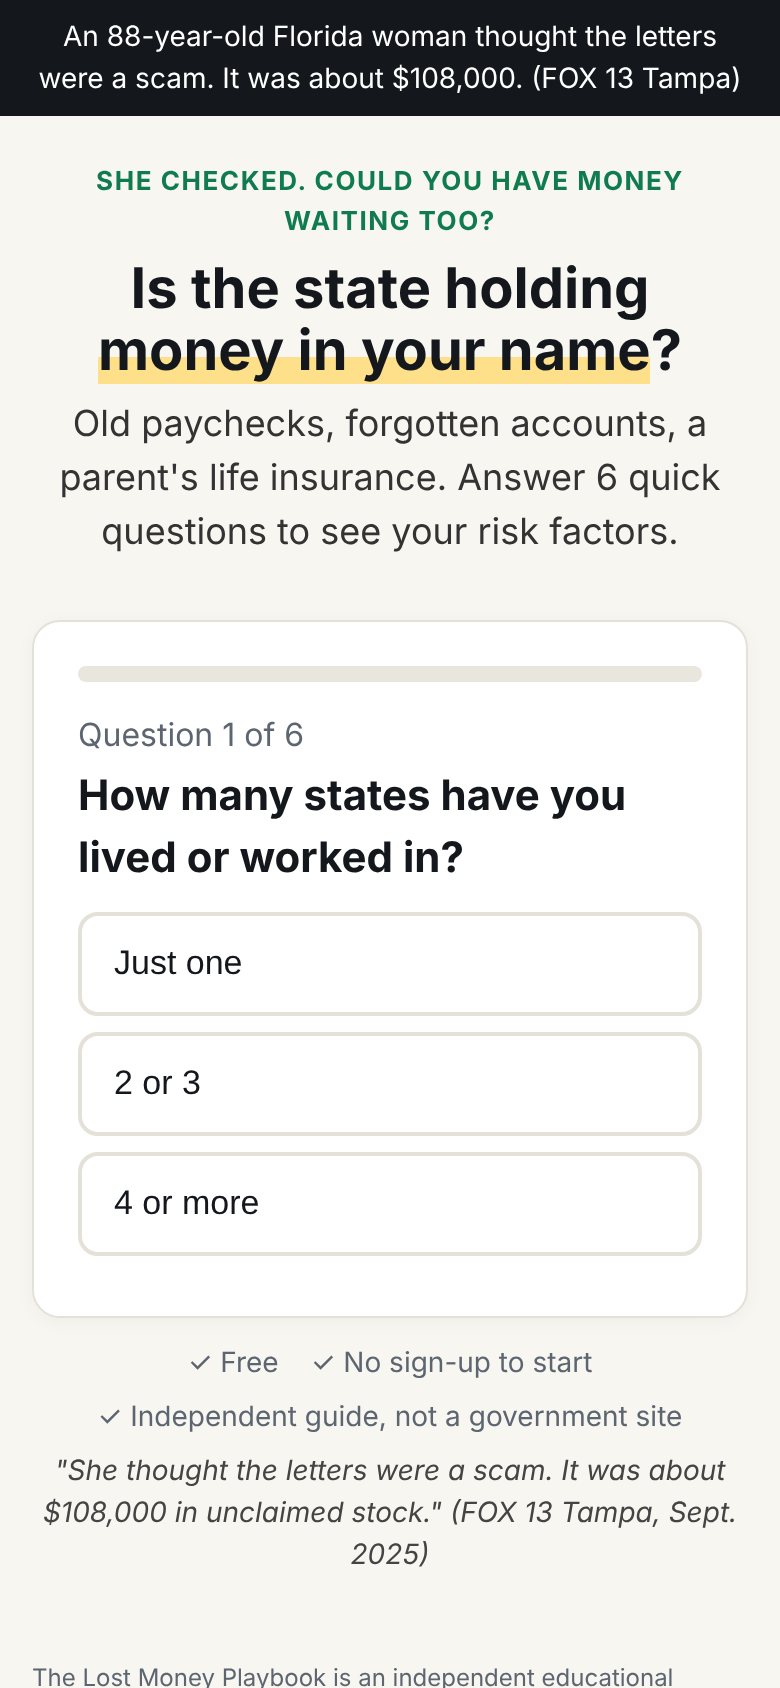 An 88-year-old Florida woman thought the letters
were a scam. It was about $108,000. (FOX 13 Tampa)
SHE CHECKED. COULD YOU HAVE MONEY
WAITING TOO?
Is the state holding
money in your name?
Old paychecks, forgotten accounts, a
parent's life insurance. Answer 6 quick
questions to see your risk factors.
Question 1 of 6
How many states have you
lived or worked in?
Just one
2 or 3
4 or more
✓ Free ✓ No sign-up to start
✓ Independent guide, not a government site
"She thought the letters were a scam. It was about
$108,000 in unclaimed stock." (FOX 13 Tampa, Sept.
2025)
The Lost Money Playbook is an independent educational